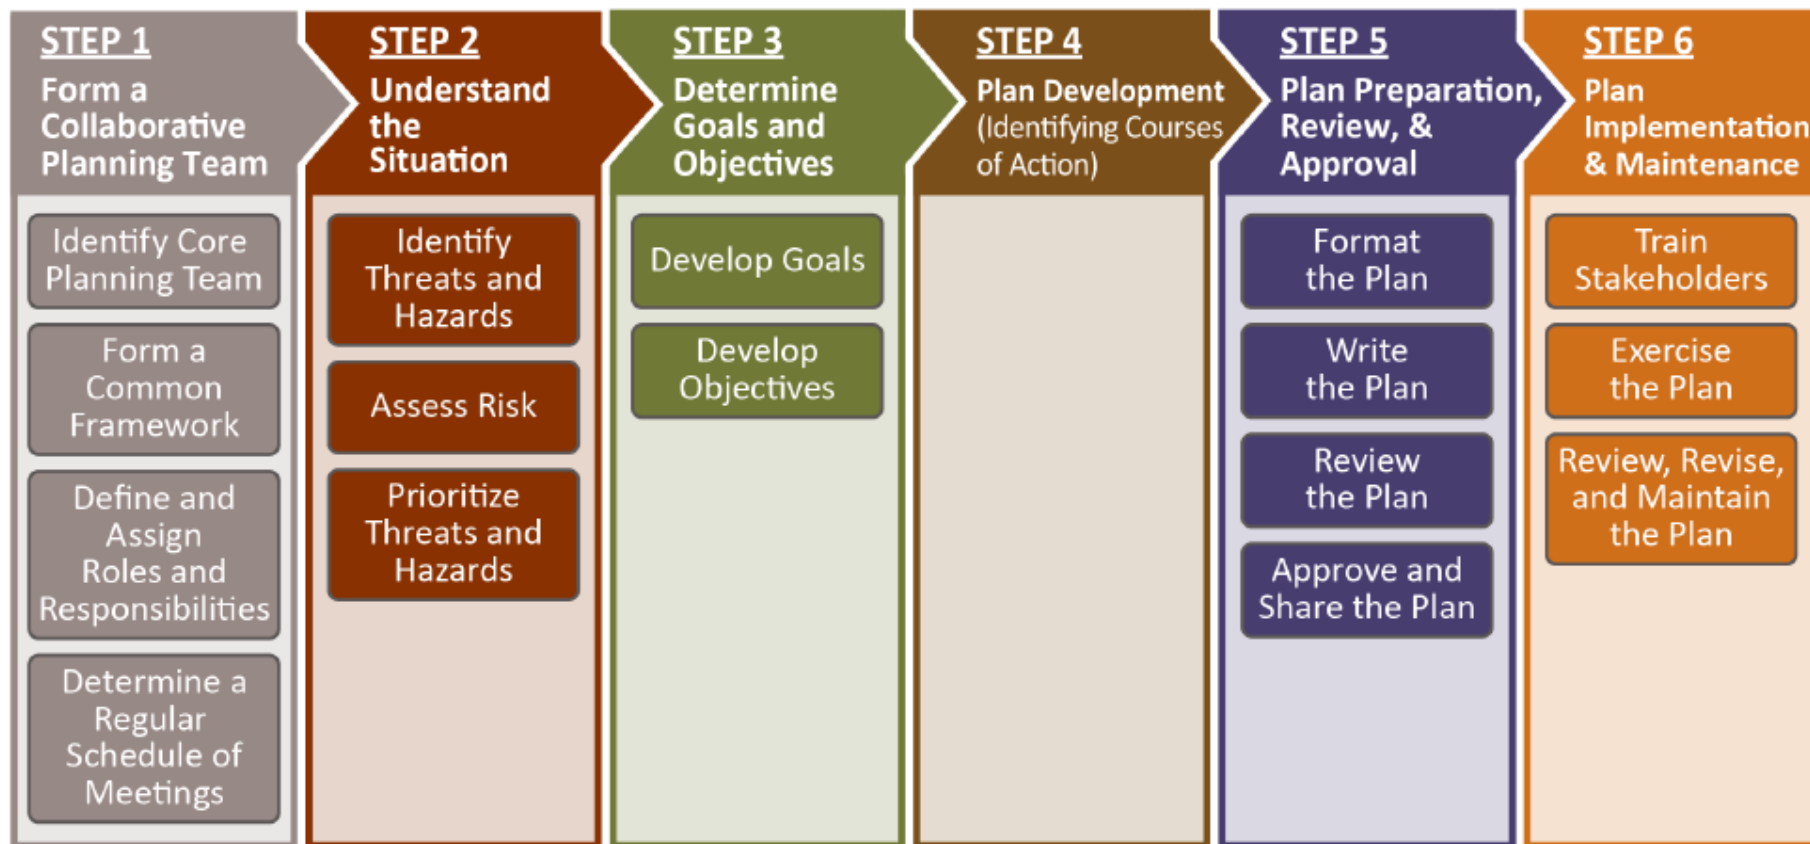 STEP 1
Form a
Collaborative
Planning Team
Identify Core
Planning Team
Form a
Common
Framework
Define and
Assign
Roles and
Responsibilities
Determine a
Regular
Schedule of
Meetings
STEP 2
Understand
the
Situation
Identify
Threats and
Hazards
Assess Risk
Prioritize
Threats and
Hazards
STEP 3
Determine
Goals and
Objectives
Develop Goals
Develop
Objectives
STEP 4
Plan Development
(Identifying Courses
of Action)
STEP 5
Plan Preparation,
Review, &
Approval
Format
the Plan
Write
the Plan
Review
the Plan
Approve and
Share the Plan
STEP 6
Plan
Implementation
& Maintenance
Train
Stakeholders
Exercise
the Plan
Review, Revise,
and Maintain
the Plan